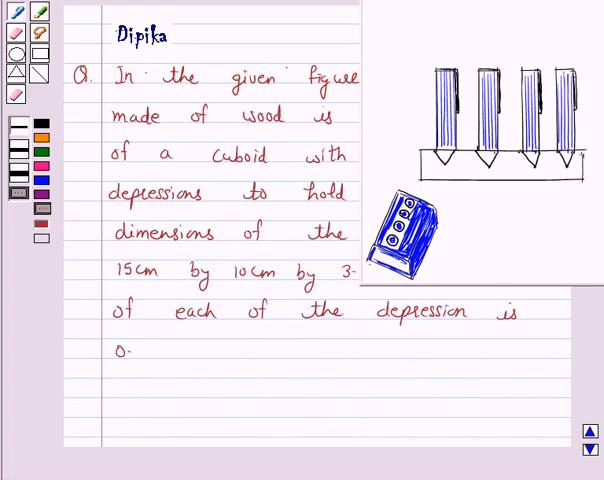 Dipika
Q. In the given figure
made of wood is
of a cuboid with
depressions to hold
dimensions of the
15cm by 10cm by 3.
of each of the depression is
0.